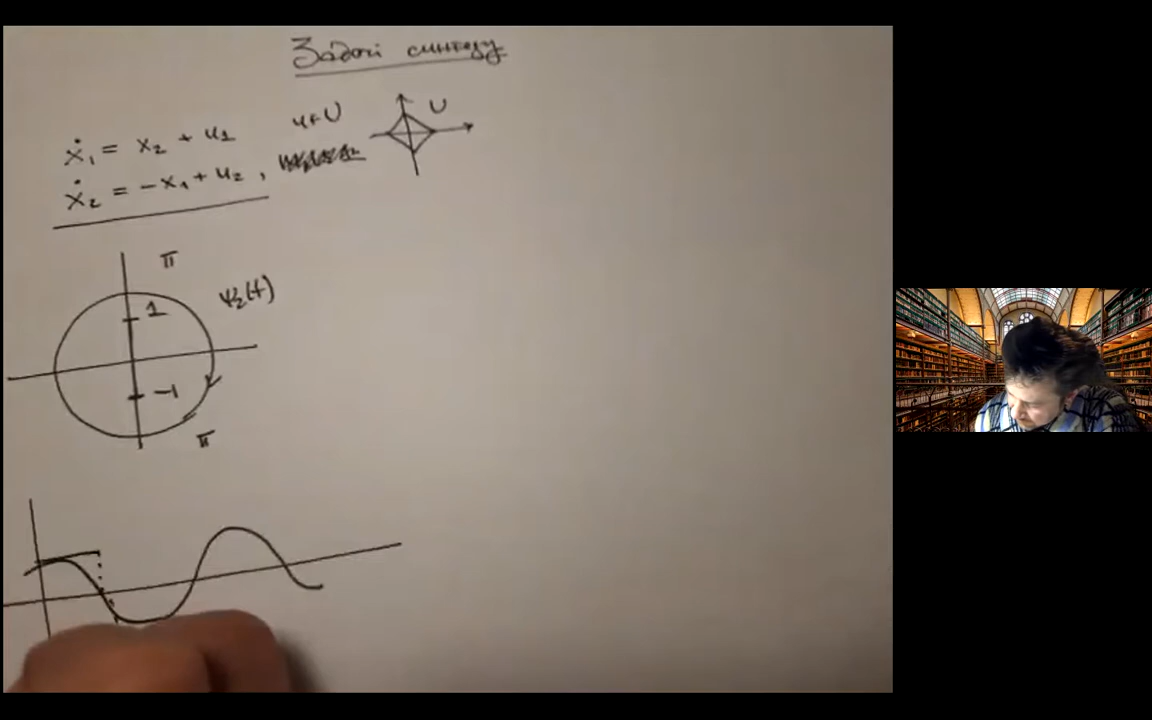 Задачі синтезу
ẋ₁ = x₂ + u₁
u ∈ U
U
ẋ₂ = -x₁ + u₂ ,
π
1
ψ₂(t)
-1
π